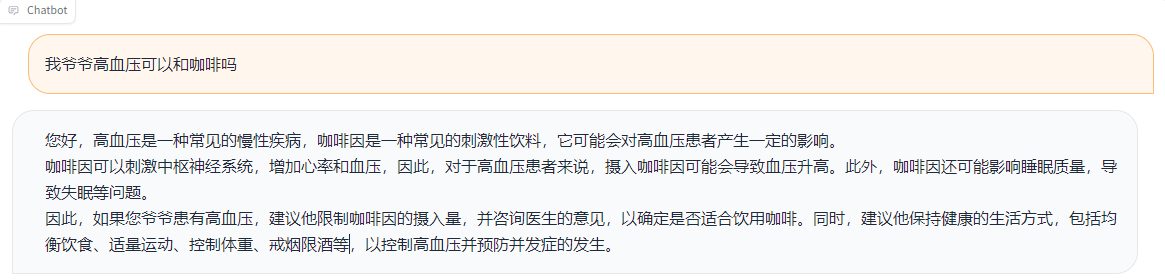 Chatbot
我爷爷高血压可以和咖啡吗
您好，高血压是一种常见的慢性疾病，咖啡因是一种常见的刺激性饮料，它可能会对高血压患者产生一定的影响。
咖啡因可以刺激中枢神经系统，增加心率和血压，因此，对于高血压患者来说，摄入咖啡因可能会导致血压升高。此外，咖啡因还可能影响睡眠质量，导
致失眠等问题。
因此，如果您爷爷患有高血压，建议他限制咖啡因的摄入量，并咨询医生的意见，以确定是否适合饮用咖啡。同时，建议他保持健康的生活方式，包括均
衡饮食、适量运动、控制体重、戒烟限酒等，以控制高血压并预防并发症的发生。